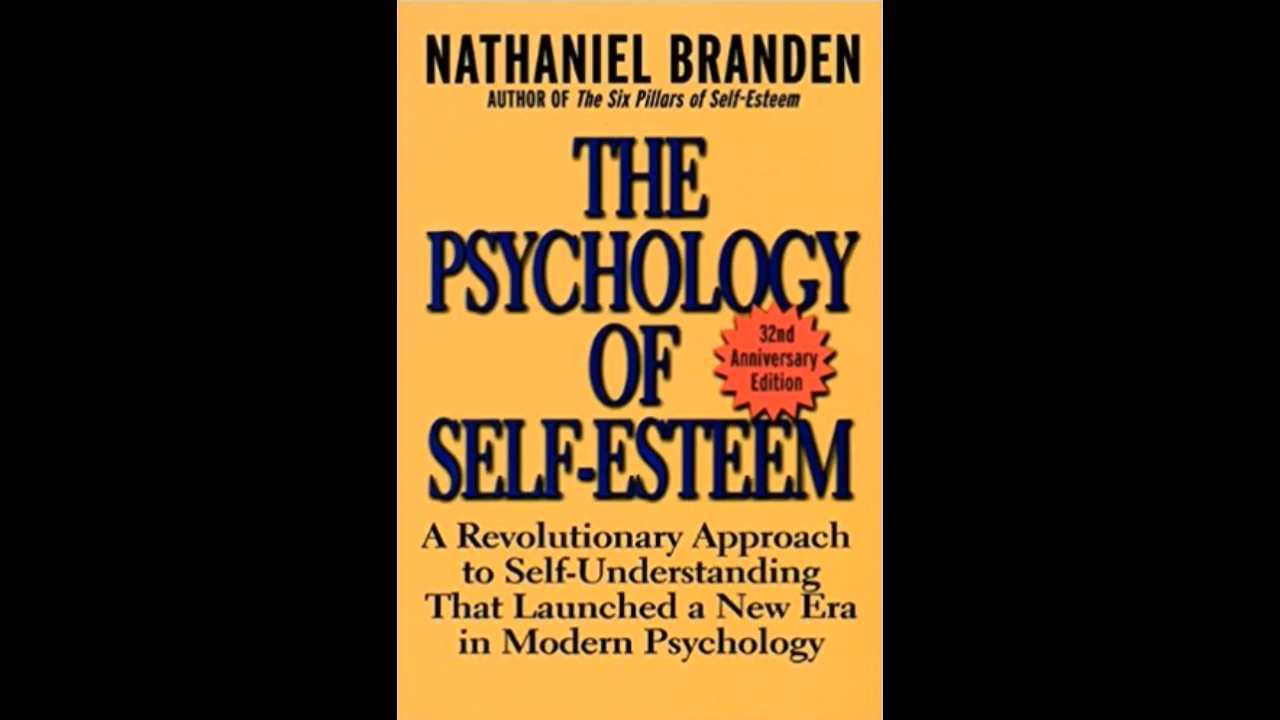 NATHANIEL BRANDEN
AUTHOR OF The Six Pillars of Self-Esteem
THE
PSYCHOLOGY
OF
32nd
Anniversary
Edition
SELF-ESTEEM
A Revolutionary Approach
to Self-Understanding
That Launched a New Era
in Modern Psychology